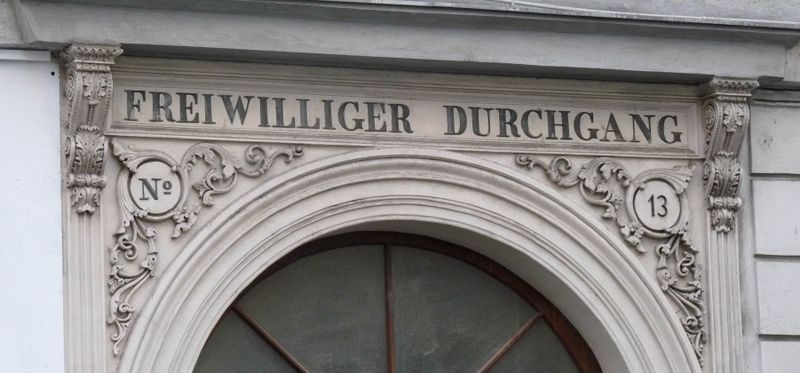 FREIWILLIGER DURCHGANG
Nº 13